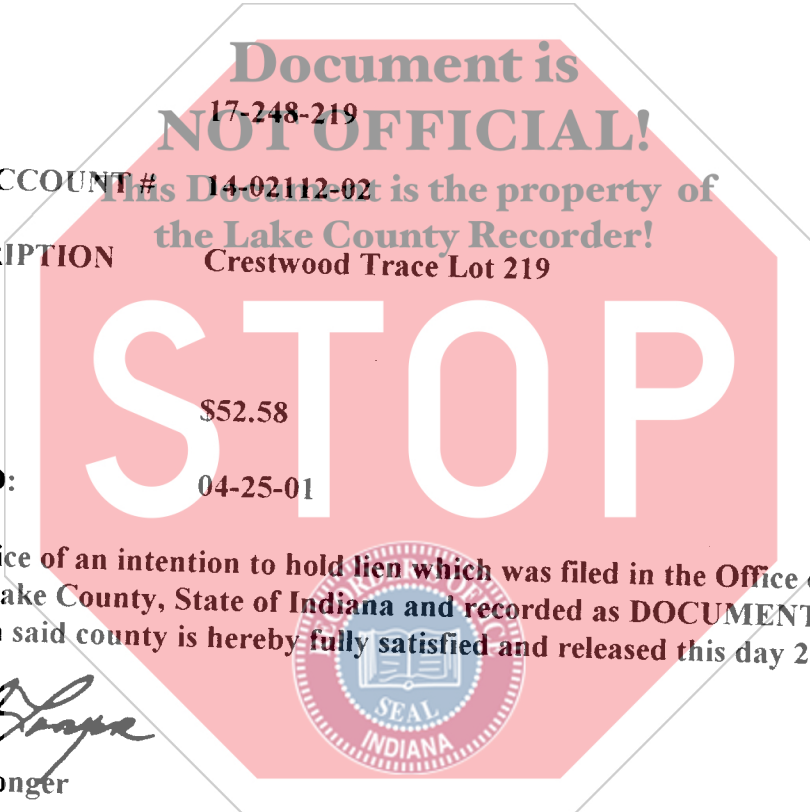 Document is
17-248-219
NOT OFFICIAL!
CCOUNT # 14-02112-02
This Document is the property of
the Lake County Recorder!
IPTION Crestwood Trace Lot 219
STOP
$52.58
: 04-25-01
ice of an intention to hold lien which was filed in the Office
ake County, State of Indiana and recorded as DOCUMENT
said county is hereby fully satisfied and released this day 2
RECORDER'S OFFICE
SEAL
INDIANA
onger